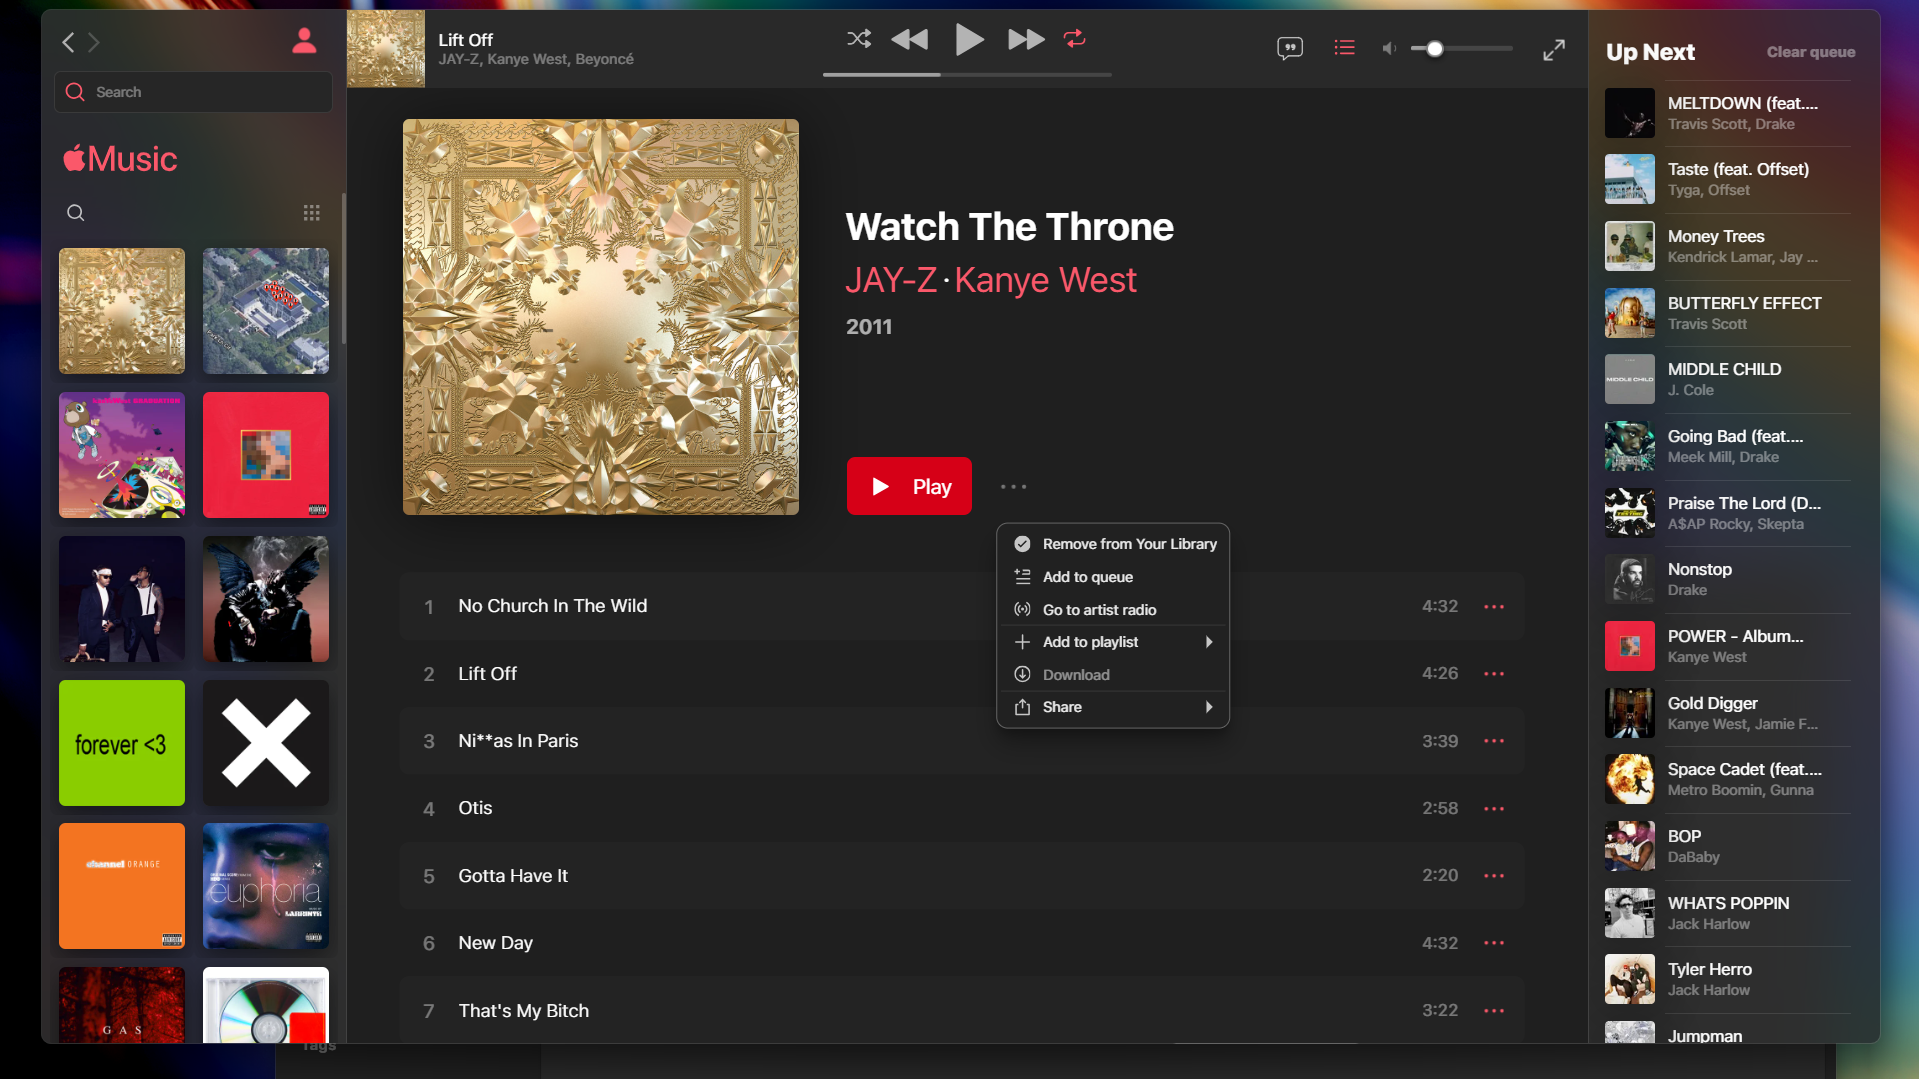 Search
Music
forever <3
channel ORANGE
euphoria
LABRINTH
GAS
Tags
Lift Off
JAY-Z, Kanye West, Beyoncé
Watch The Throne
JAY-Z · Kanye West
2011
Play
Remove from Your Library
Add to queue
Go to artist radio
Add to playlist
Download
Share
1 No Church In The Wild 4:32
2 Lift Off 4:26
3 Ni**as In Paris 3:39
4 Otis 2:58
5 Gotta Have It 2:20
6 New Day 4:32
7 That's My Bitch 3:22
Up Next
Clear queue
MELTDOWN (feat....
Travis Scott, Drake
Taste (feat. Offset)
Tyga, Offset
Money Trees
Kendrick Lamar, Jay ...
BUTTERFLY EFFECT
Travis Scott
MIDDLE CHILD
MIDDLE CHILD
J. Cole
Going Bad (feat....
Meek Mill, Drake
Praise The Lord (D...
A$AP Rocky, Skepta
Nonstop
Drake
POWER - Album...
Kanye West
Gold Digger
Kanye West, Jamie F...
Space Cadet (feat....
Metro Boomin, Gunna
BOP
DaBaby
WHATS POPPIN
Jack Harlow
Tyler Herro
Jack Harlow
Jumpman